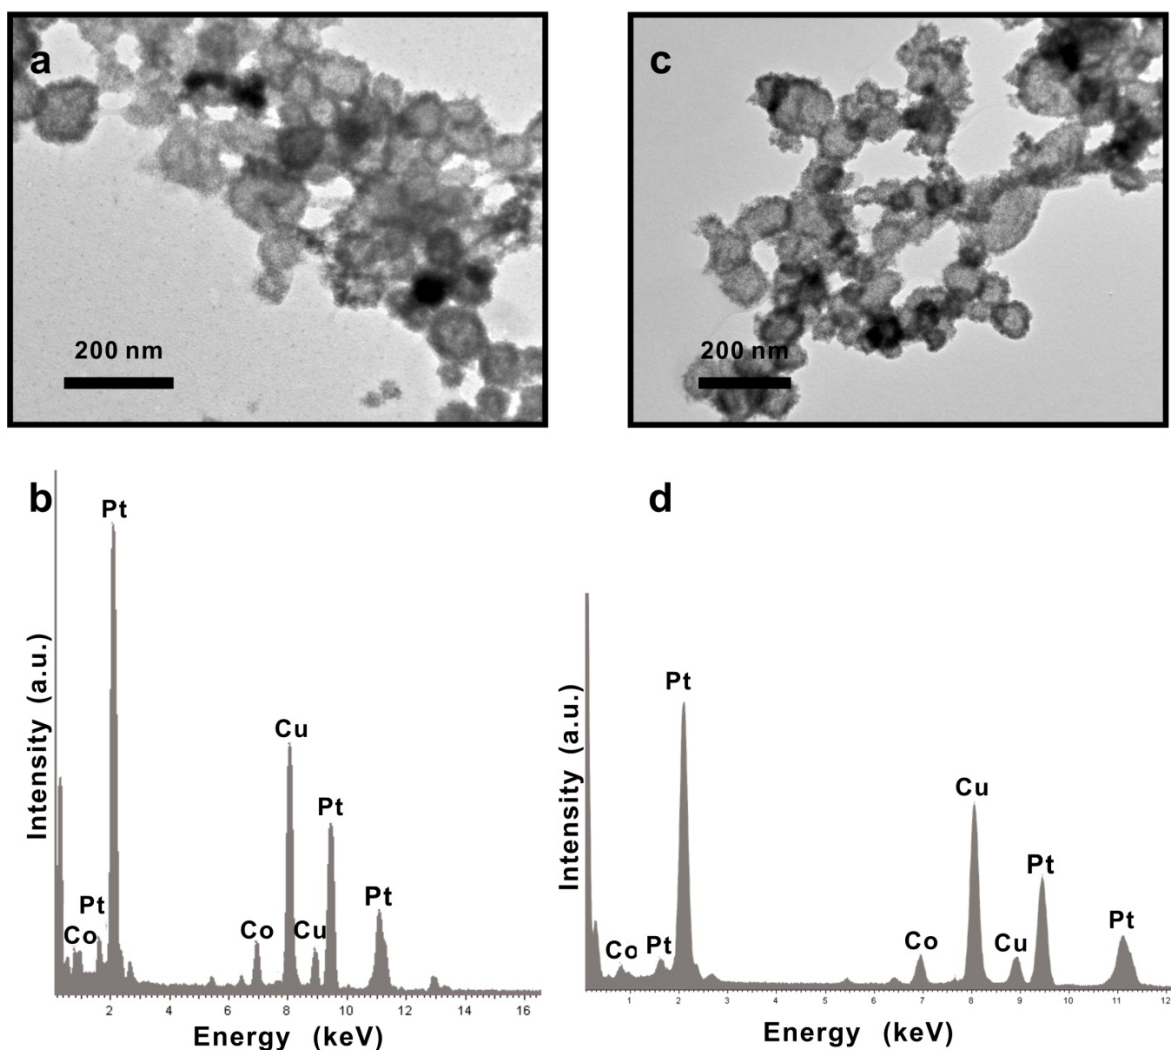 a
200 nm
c
200 nm
b
Pt
Cu
Pt
Pt
Pt
Co
Co
Cu
Intensity (a.u.)
2 4 6 8 10 12 14 16
Energy (keV)
d
Pt
Cu
Pt
Pt
Co
Pt
Co
Cu
Intensity (a.u.)
1 2 3 4 5 6 7 8 9 10 11 12
Energy (keV)